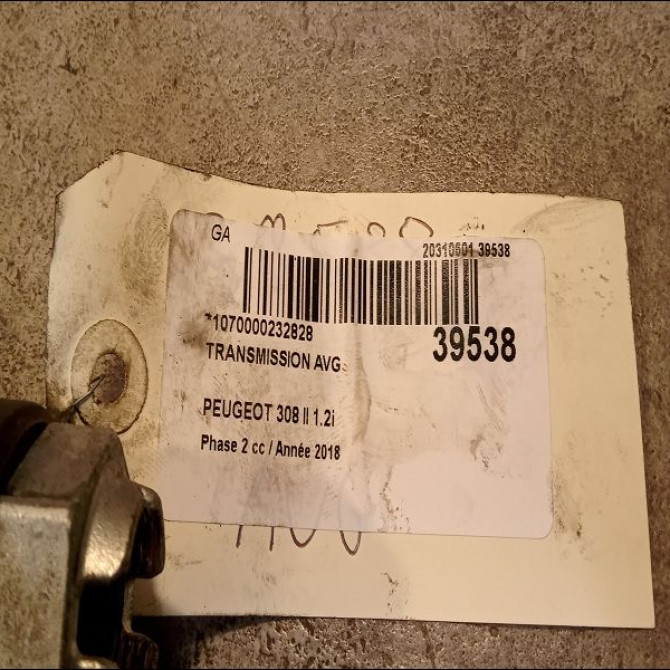 GA
20310601 39538
*1070000232828
39538
TRANSMISSION AVG
PEUGEOT 308 II 1.2i
Phase 2 cc / Année 2018